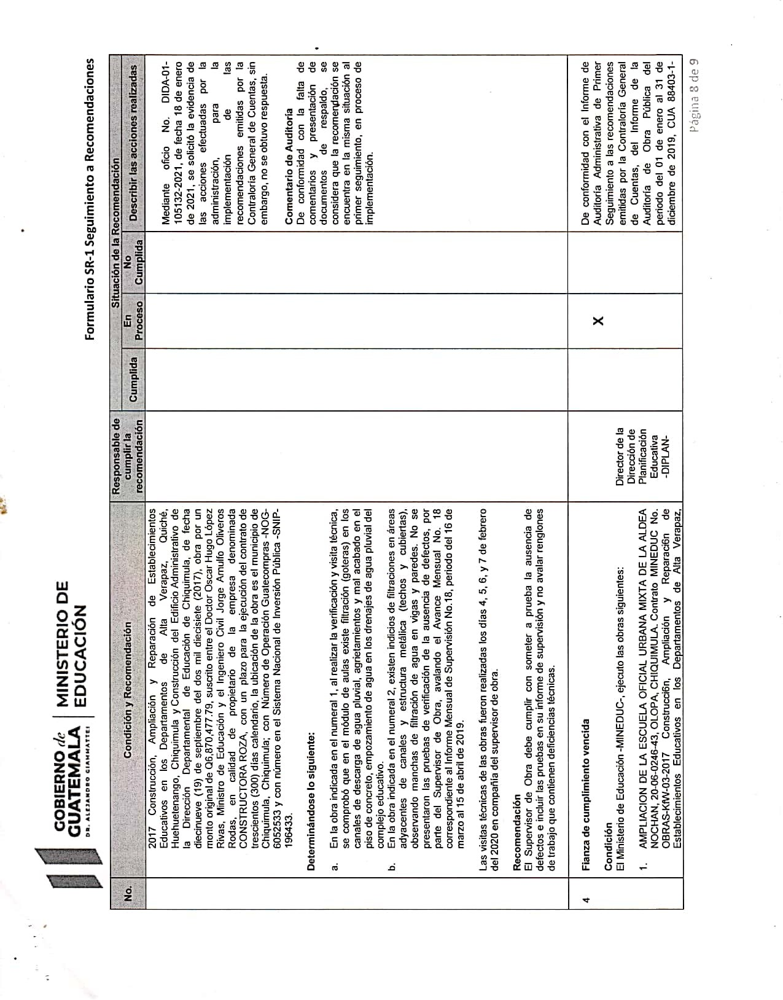 GOBIERNO de
GUATEMALA
DR. ALEJANDRO GIAMMATTEI
MINISTERIO DE
EDUCACIÓN
Formulario SR-1 Seguimiento a Recomendaciones
No.
Condición y Recomendación
Responsable de
cumplir la
recomendación
Situación de la Recomendación
Cumplida
En
Proceso
No
Cumplida
Describir las acciones realizadas
2017 Construcción, Ampliación y Reparación de Establecimientos
Educativos en los Departamentos de Alta Verapaz, Quiché,
Huehuetenango, Chiquimula y Construcción del Edificio Administrativo de
la Dirección Departamental de Educación de Chiquimula, de fecha
diecinueve (19) de septiembre del dos mil diecisiete (2017), obra por un
monto original de Q6,870,477.79, suscrito entre el Doctor Oscar Hugo López
Rivas, Ministro de Educación y el Ingeniero Civil Jorge Arnulfo Oliveros
Rodas, en calidad de propietario de la empresa denominada
CONSTRUCTORA ROZA, con un plazo para la ejecución del contrato de
trescientos (300) días calendario, la ubicación de la obra es el municipio de
Chiquimula, Chiquimula; con Número de Operación Guatecompras -NOG-
6052533 y con número en el Sistema Nacional de Inversión Pública -SNIP-
196433.
Determinándose lo siguiente:
a. En la obra indicada en el numeral 1, al realizar la verificación y visita técnica,
se comprobó que en el módulo de aulas existe filtración (goteras) en los
canales de descarga de agua pluvial, agrietamientos y mal acabado en el
piso de concreto, empozamiento de agua en los drenajes de agua pluvial del
complejo educativo.
b. En la obra indicada en el numeral 2, existen indicios de filtraciones en áreas
adyacentes de canales y estructura metálica (techos y cubiertas),
observando manchas de filtración de agua en vigas y paredes. No se
presentaron las pruebas de verificación de la ausencia de defectos, por
parte del Supervisor de Obra, avalando el Avance Mensual No. 18
correspondiente al Informe Mensual de Supervisión No.18, periodo del 16 de
marzo al 15 de abril de 2019.
Las visitas técnicas de las obras fueron realizadas los días 4, 5, 6, y 7 de febrero
del 2020 en compañía del supervisor de obra.
Recomendación
El Supervisor de Obra debe cumplir con someter a prueba la ausencia de
defectos e incluir las pruebas en su informe de supervisión y no avalar renglones
de trabajo que contienen deficiencias técnicas.
Mediante oficio No. DIDA-01-
105132-2021, de fecha 18 de enero
de 2021, se solicitó la evidencia de
las acciones efectuadas por la
administración, para la
implementación de las
recomendaciones emitidas por la
Contraloría General de Cuentas, sin
embargo, no se obtuvo respuesta.
Comentario de Auditoría
De conformidad con la falta de
comentarios y presentación de
documentos de respaldo, se
considera que la recomendación se
encuentra en la misma situación al
primer seguimiento, en proceso de
implementación.
4
Fianza de cumplimiento vencida
Condición
El Ministerio de Educación -MINEDUC-, ejecuto las obras siguientes:
1. AMPLIACION DE LA ESCUELA OFICIAL URBANA MIXTA DE LA ALDEA
NOCHAN, 20-06-0246-43, OLOPA, CHIQUIMULA. Contrato MINEDUC No.
OBRAS-KfW-03-2017 Construcción, Ampliación y Reparación de
Establecimientos Educativos en los Departamentos de Alta Verapaz,
Director de la
Dirección de
Planificación
Educativa
-DIPLAN-
X
De conformidad con el Informe de
Auditoría Administrativa de Primer
Seguimiento a las recomendaciones
emitidas por la Contraloría General
de Cuentas, del Informe de la
Auditoría de Obra Pública del
periodo del 01 de enero al 31 de
diciembre de 2019, CUA 88403-1-
Página 8 de 9